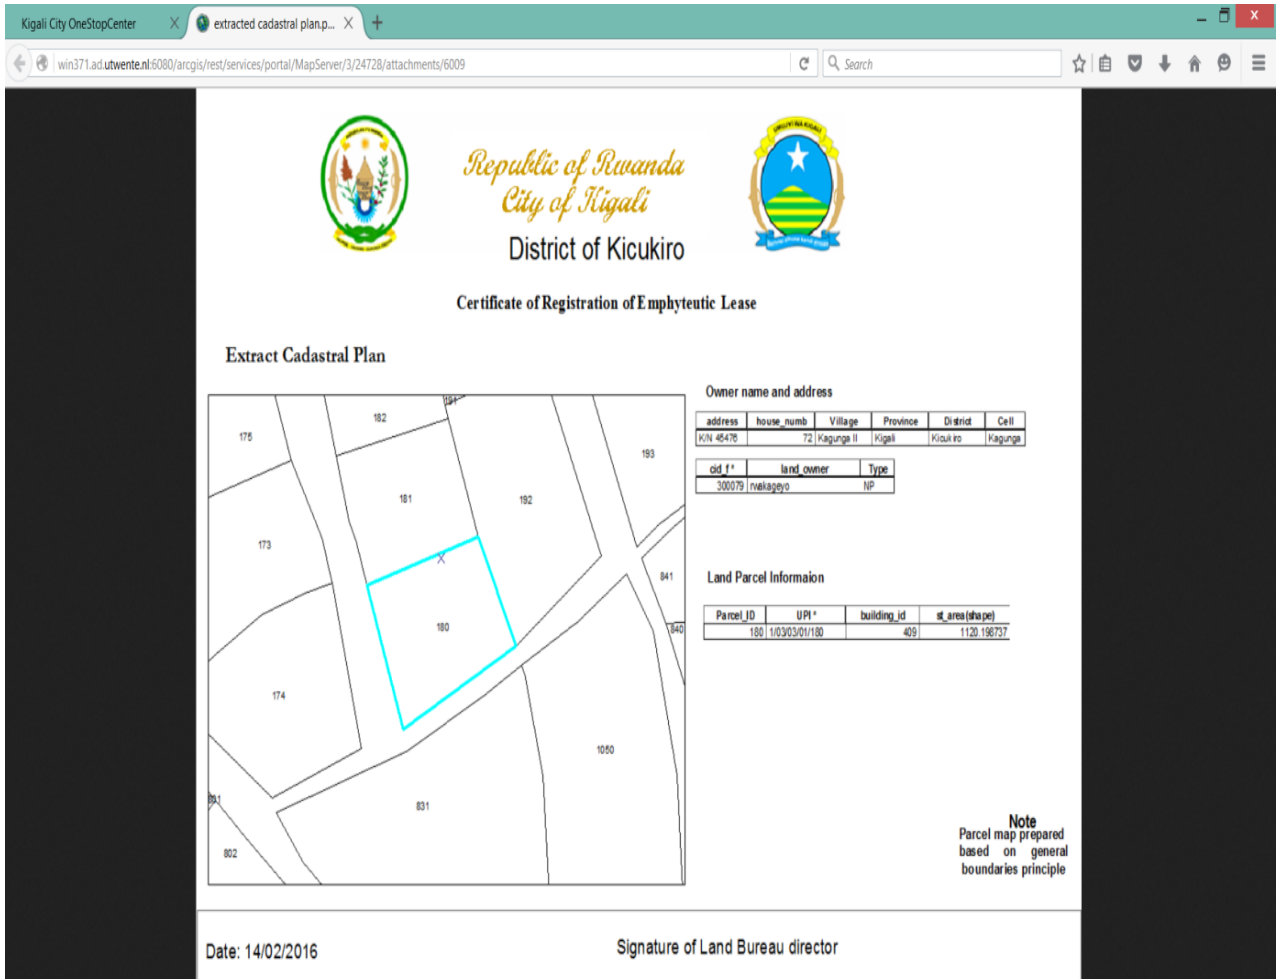 Kigali City OneStopCenter
extracted cadastral plan.p...
win371.ad.utwente.nl:6080/arcgis/rest/services/portal/MapServer/3/24728/attachments/6009
Search
Republic of Rwanda
City of Kigali
District of Kicukiro
UMUJYI WA KIGALI
Certificate of Registration of Emphyteutic Lease
Extract Cadastral Plan
Owner name and address
address house_numb Village Province District Cell
K/N 46476 72 Kagunga II Kigali Kicukiro Kagunga
cid_f* land_owner Type
300079 rwakageyo NP
Land Parcel Informaion
Parcel_ID UPI* building_id st_area(shape)
180 1/03/03/01/180 409 1120.198737
191
182
175
193
181
192
173
841
180
840
174
1050
801
831
802
Note
Parcel map prepared
based on general
boundaries principle
Date: 14/02/2016
Signature of Land Bureau director